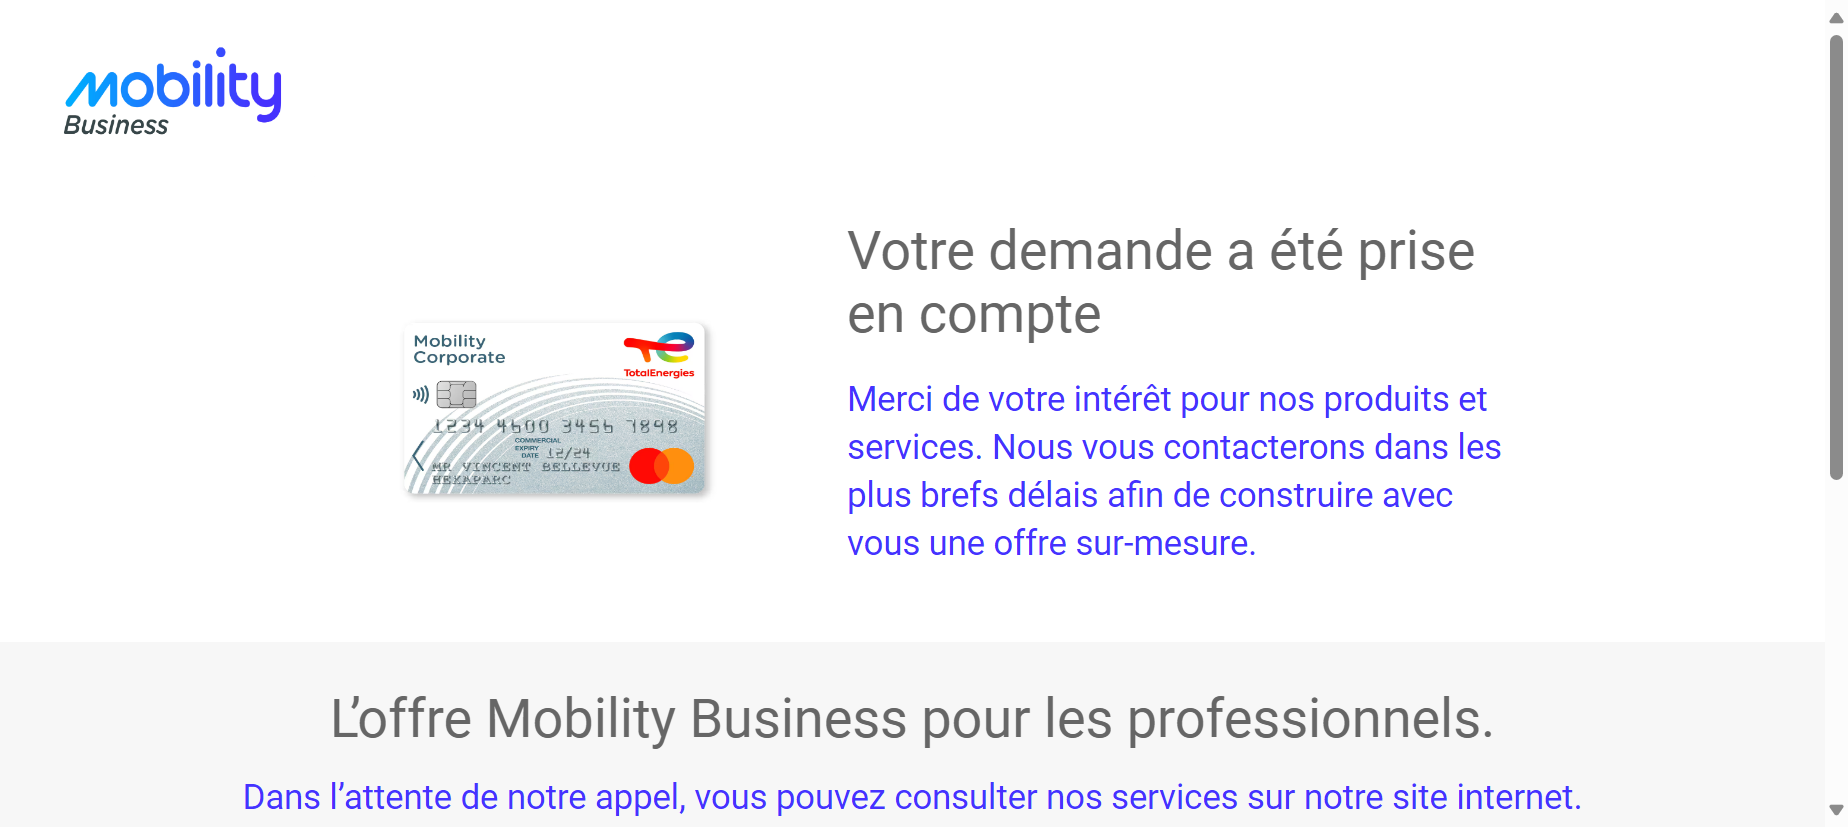 mobility
Business
Votre demande a été prise
en compte
Mobility
Corporate
TotalEnergies
1234 4600 3456 7898
COMMERCIAL
EXPIRY
DATE 12/24
MR VINCENT BELLEVUE
HEXAPARC
Merci de votre intérêt pour nos produits et
services. Nous vous contacterons dans les
plus brefs délais afin de construire avec
vous une offre sur-mesure.
L’offre Mobility Business pour les professionnels.
Dans l’attente de notre appel, vous pouvez consulter nos services sur notre site internet.